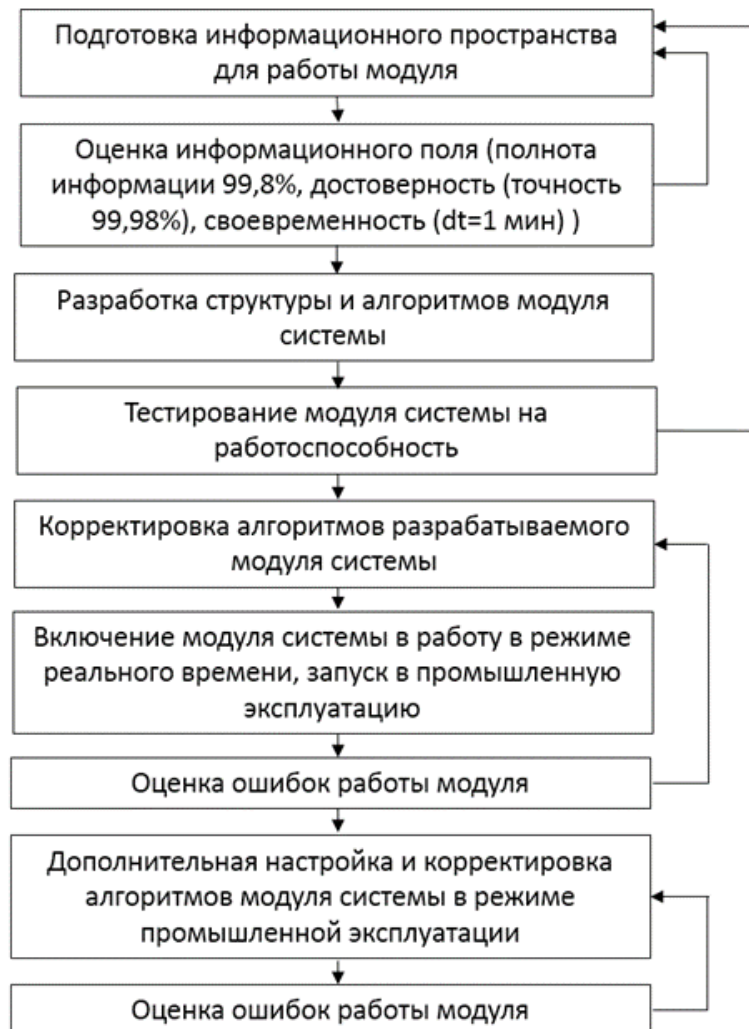 Подготовка информационного пространства
для работы модуля
Оценка информационного поля (полнота
информации 99,8%, достоверность (точность
99,98%), своевременность (dt=1 мин) )
Разработка структуры и алгоритмов модуля
системы
Тестирование модуля системы на
работоспособность
Корректировка алгоритмов разрабатываемого
модуля системы
Включение модуля системы в работу в режиме
реального времени, запуск в промышленную
эксплуатацию
Оценка ошибок работы модуля
Дополнительная настройка и корректировка
алгоритмов модуля системы в режиме
промышленной эксплуатации
Оценка ошибок работы модуля